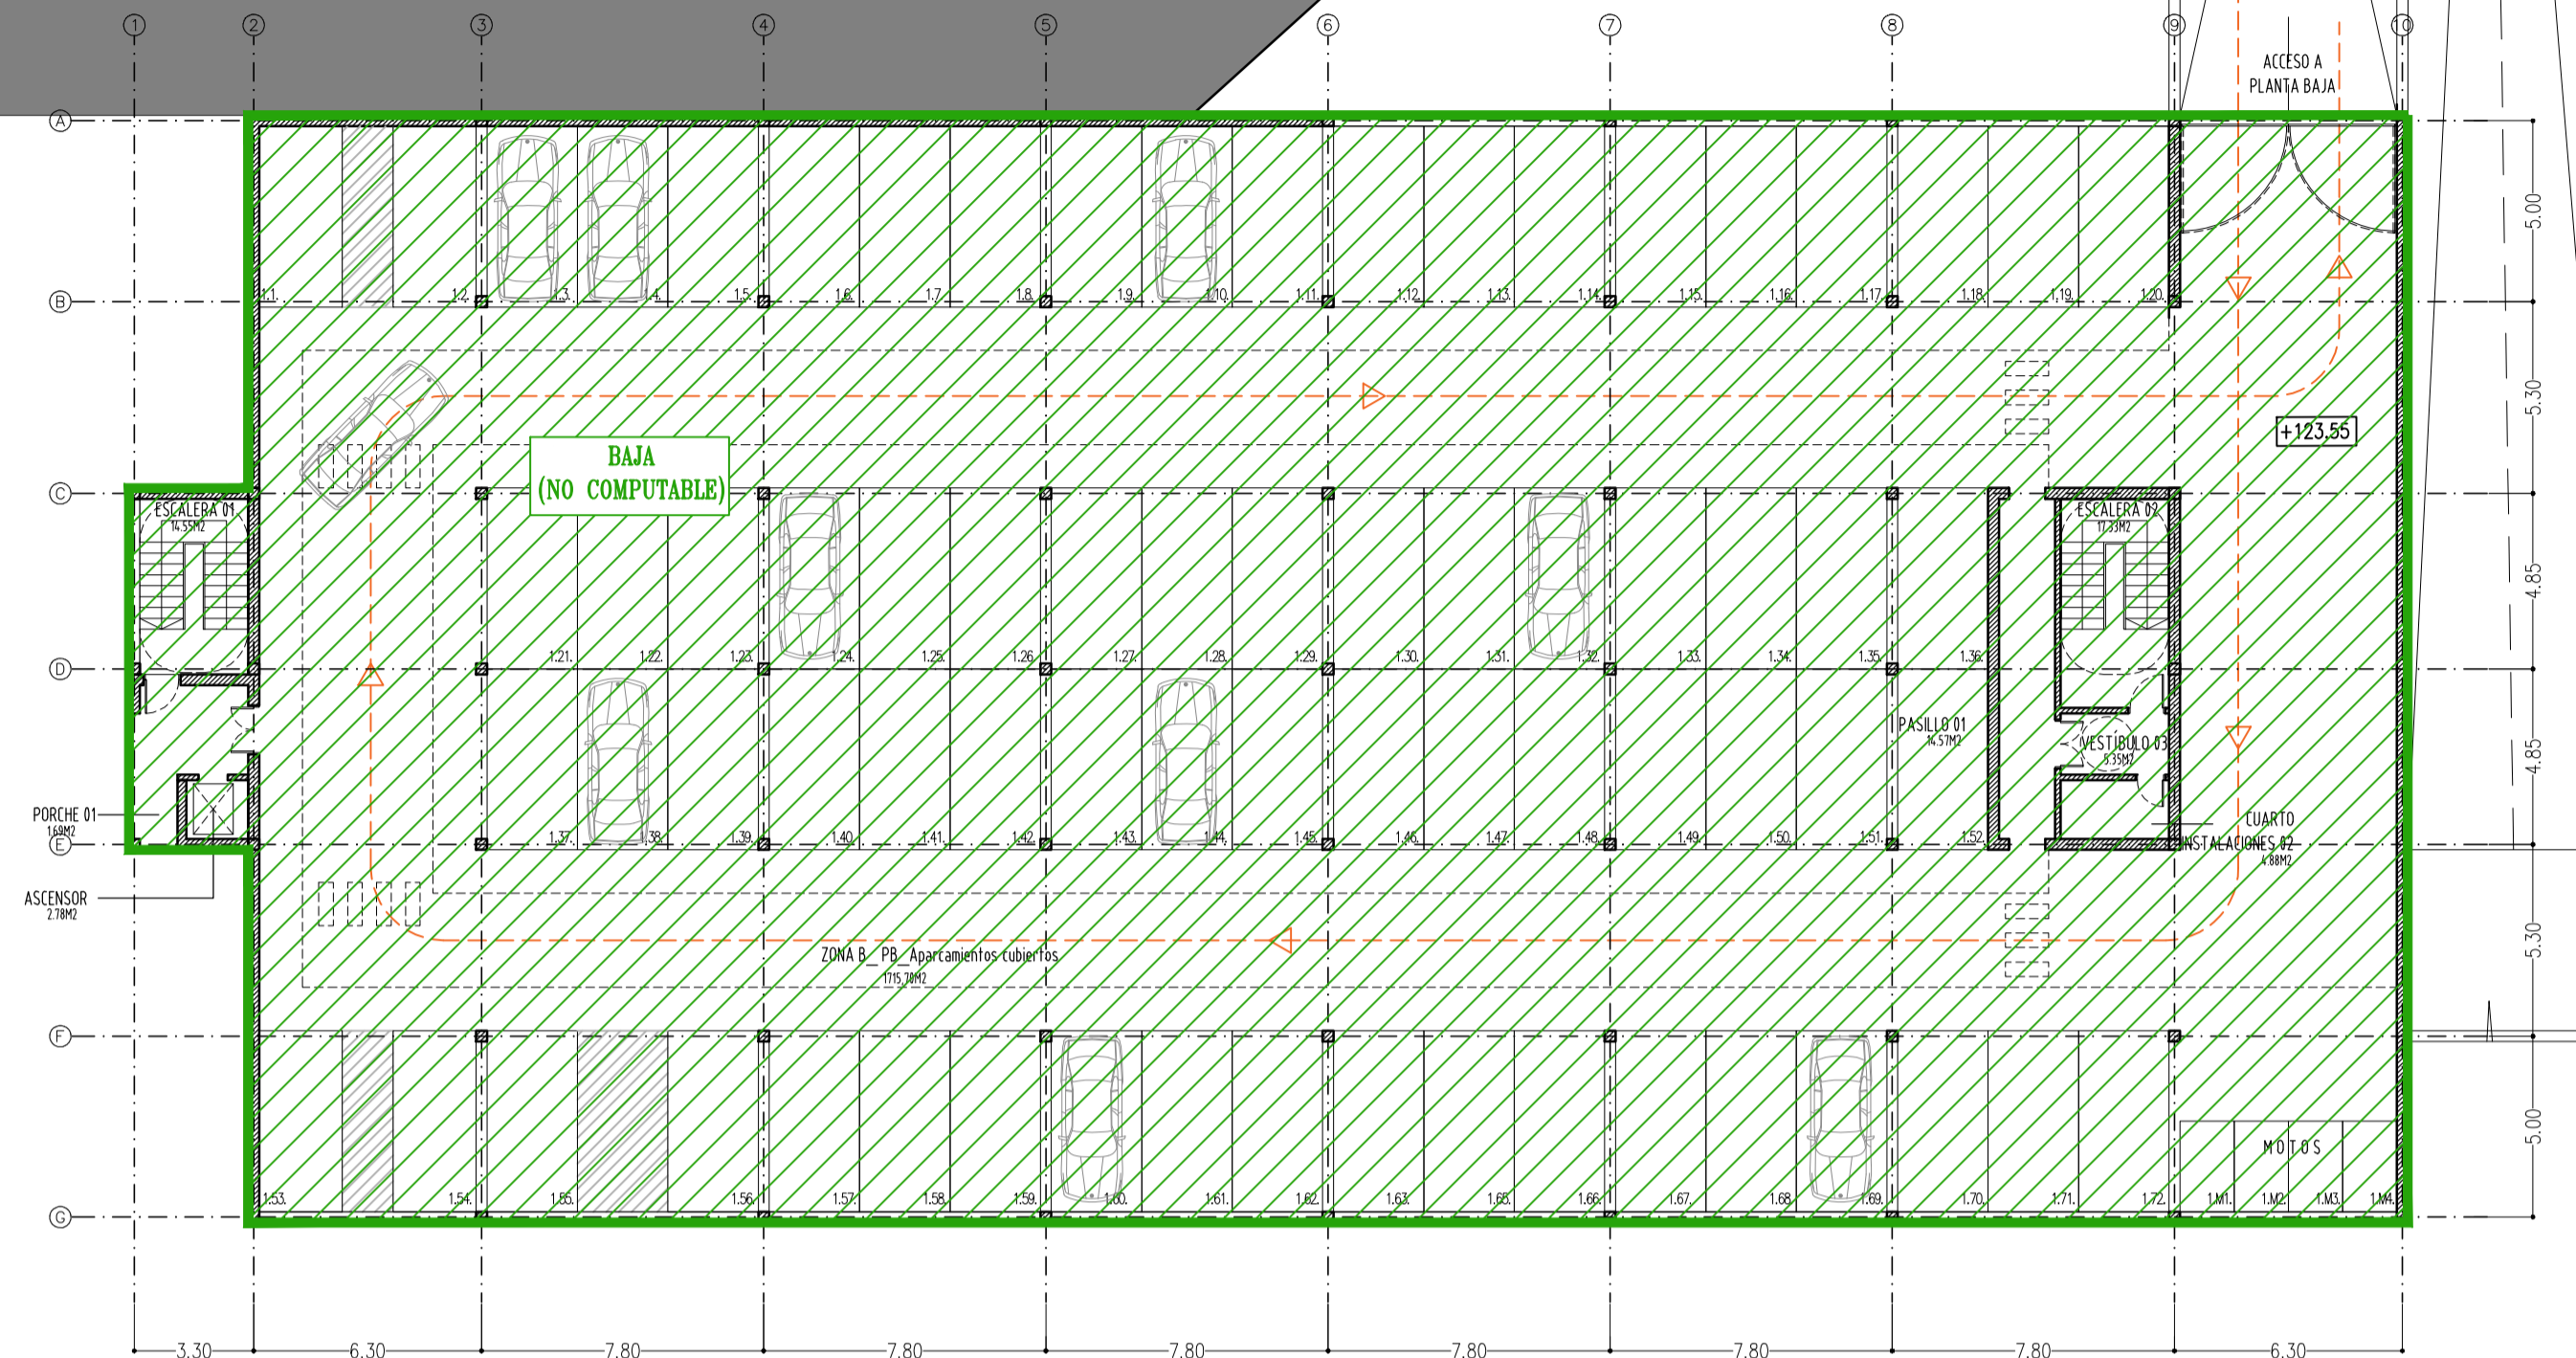 1 2 3 4 5 6 7 8 9 10
ACCESO A
PLANTA BAJA
A
5.00
B
1.1. 1.2. 1.3. 1.4. 1.5. 1.6. 1.7. 1.8. 1.9. 1.10. 1.11. 1.12. 1.13. 1.14. 1.15. 1.16. 1.17. 1.18. 1.19. 1.20.
5.30
+123.55
BAJA
(NO COMPUTABLE)
C
ESCALERA 01
14.55M2
ESCALERA 02
17.33M2
4.85
1.21. 1.22. 1.23. 1.24. 1.25. 1.26. 1.27. 1.28. 1.29. 1.30. 1.31. 1.32. 1.33. 1.34. 1.35. 1.36.
D
PASILLO 01
14.57M2
VESTÍBULO 03
5.35M2
4.85
PORCHE 01
1.69M2
CUARTO
INSTALACIONES 02
4.88M2
1.37. 1.38. 1.39. 1.40. 1.41. 1.42. 1.43. 1.44. 1.45. 1.46. 1.47. 1.48. 1.49. 1.50. 1.51. 1.52.
E
ASCENSOR
2.78M2
5.30
ZONA B_PB_Aparcamientos cubiertos
1715.70M2
F
5.00
MOTOS
1.53. 1.54. 1.55. 1.56. 1.57. 1.58. 1.59. 1.60. 1.61. 1.62. 1.63. 1.65. 1.66. 1.67. 1.68. 1.69. 1.70. 1.71. 1.72. 1.M1. 1.M2. 1.M3. 1.M4.
G
3.30 6.30 7.80 7.80 7.80 7.80 7.80 7.80 6.30